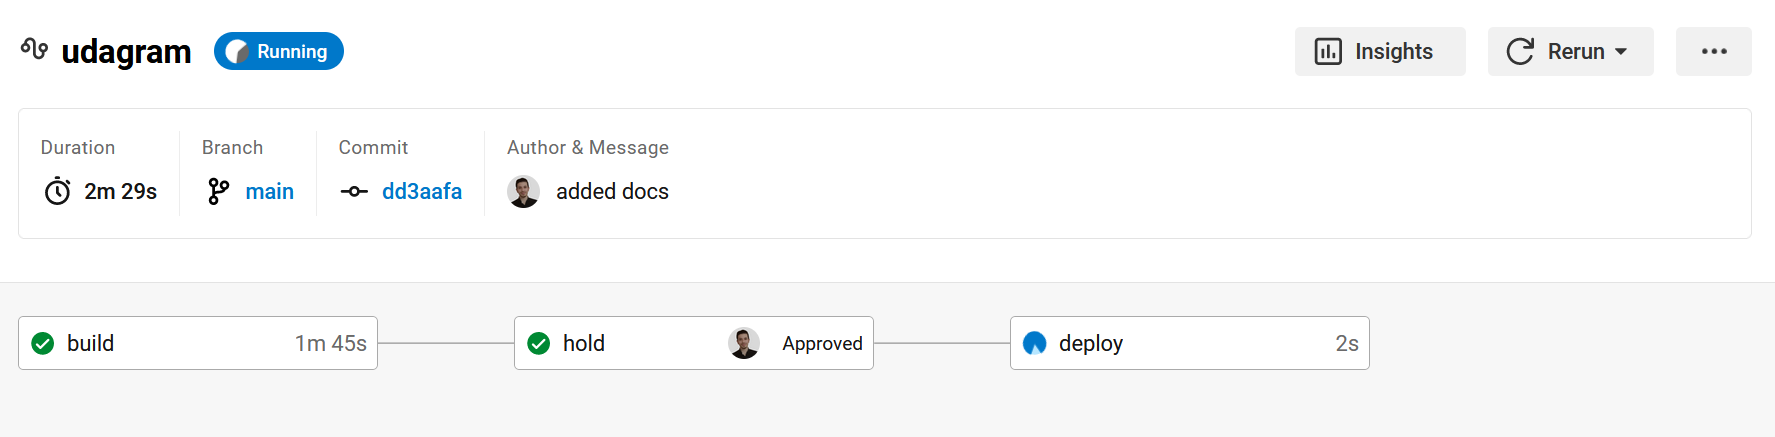 udagram Running Insights Rerun
Duration Branch Commit Author & Message
2m 29s main dd3aafa added docs
build 1m 45s hold Approved deploy 2s